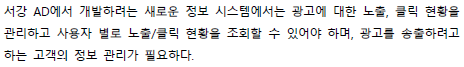 서강 AD에서 개발하려는 새로운 정보 시스템에서는 광고에 대한 노출, 클릭 현황을
관리하고 사용자 별로 노출/클릭 현황을 조회할 수 있어야 하며, 광고를 송출하려고
하는 고객의 정보 관리가 필요하다.